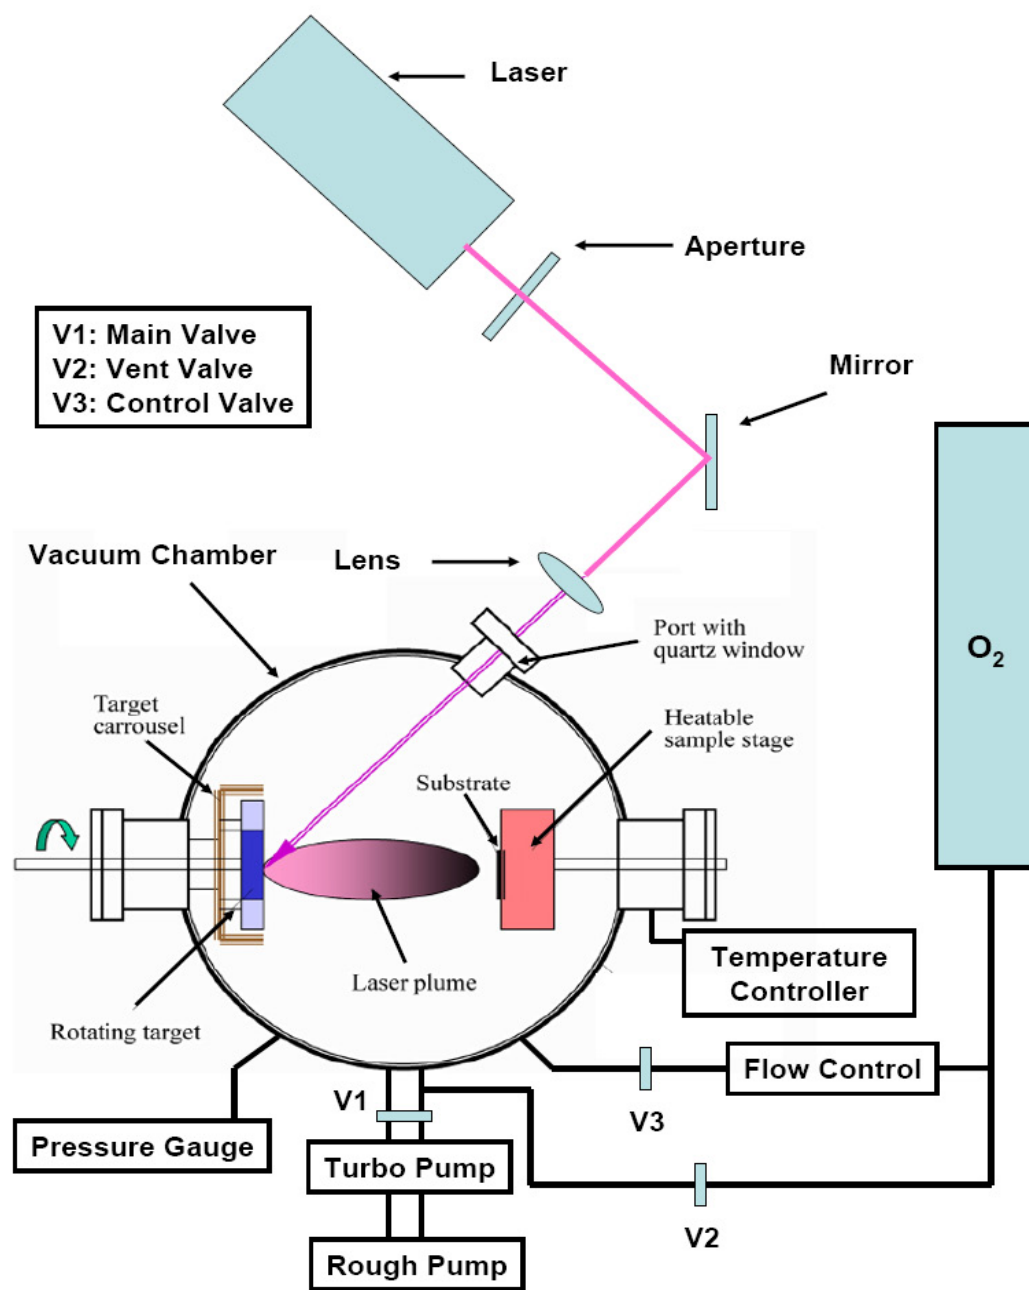 Laser
Aperture
V1: Main Valve
V2: Vent Valve
V3: Control Valve
Mirror
Vacuum Chamber
Lens
Port with
quartz window
O2
Target
carrousel
Heatable
sample stage
Substrate
Laser plume
Rotating target
Temperature
Controller
Flow Control
V1
V3
Pressure Gauge
Turbo Pump
V2
Rough Pump